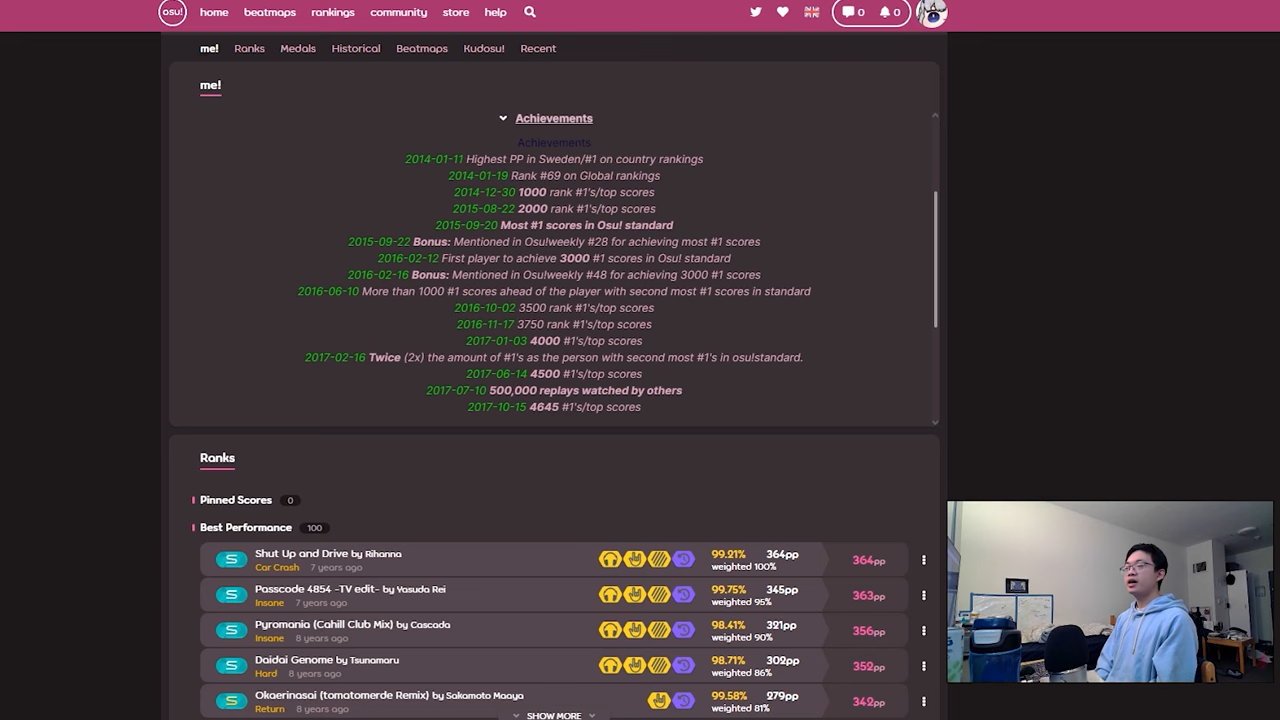 osu!
home beatmaps rankings community store help 0 0
me! Ranks Medals Historical Beatmaps Kudosu! Recent
me!
Achievements
Achievements
2014-01-11 Highest PP in Sweden/#1 on country rankings
2014-01-19 Rank #69 on Global rankings
2014-12-30 1000 rank #1's/top scores
2015-08-22 2000 rank #1's/top scores
2015-09-20 Most #1 scores in Osu! standard
2015-09-22 Bonus: Mentioned in Osu!weekly #28 for achieving most #1 scores
2016-02-12 First player to achieve 3000 #1 scores in Osu! standard
2016-02-16 Bonus: Mentioned in Osu!weekly #48 for achieving 3000 #1 scores
2016-06-10 More than 1000 #1 scores ahead of the player with second most #1 scores in standard
2016-10-02 3500 rank #1's/top scores
2016-11-17 3750 rank #1's/top scores
2017-01-03 4000 #1's/top scores
2017-02-16 Twice (2x) the amount of #1's as the person with second most #1's in osu!standard.
2017-06-14 4500 #1's/top scores
2017-07-10 500,000 replays watched by others
2017-10-15 4645 #1's/top scores
Ranks
Pinned Scores 0
Best Performance 100
Shut Up and Drive by Rihanna 99.21% 364pp 364pp
Car Crash 7 years ago weighted 100%
Passcode 4854 -TV edit- by Yasuda Rei 99.75% 345pp 363pp
Insane 7 years ago weighted 95%
Pyromania (Cahill Club Mix) by Cascada 98.41% 321pp 356pp
Insane 8 years ago weighted 90%
Daidai Genome by Tsunamaru 98.71% 302pp 352pp
Hard 8 years ago weighted 86%
Okaerinasai (tomatomerde Remix) by Sakamoto Maaya 99.58% 279pp 342pp
Return 8 years ago weighted 81%
SHOW MORE